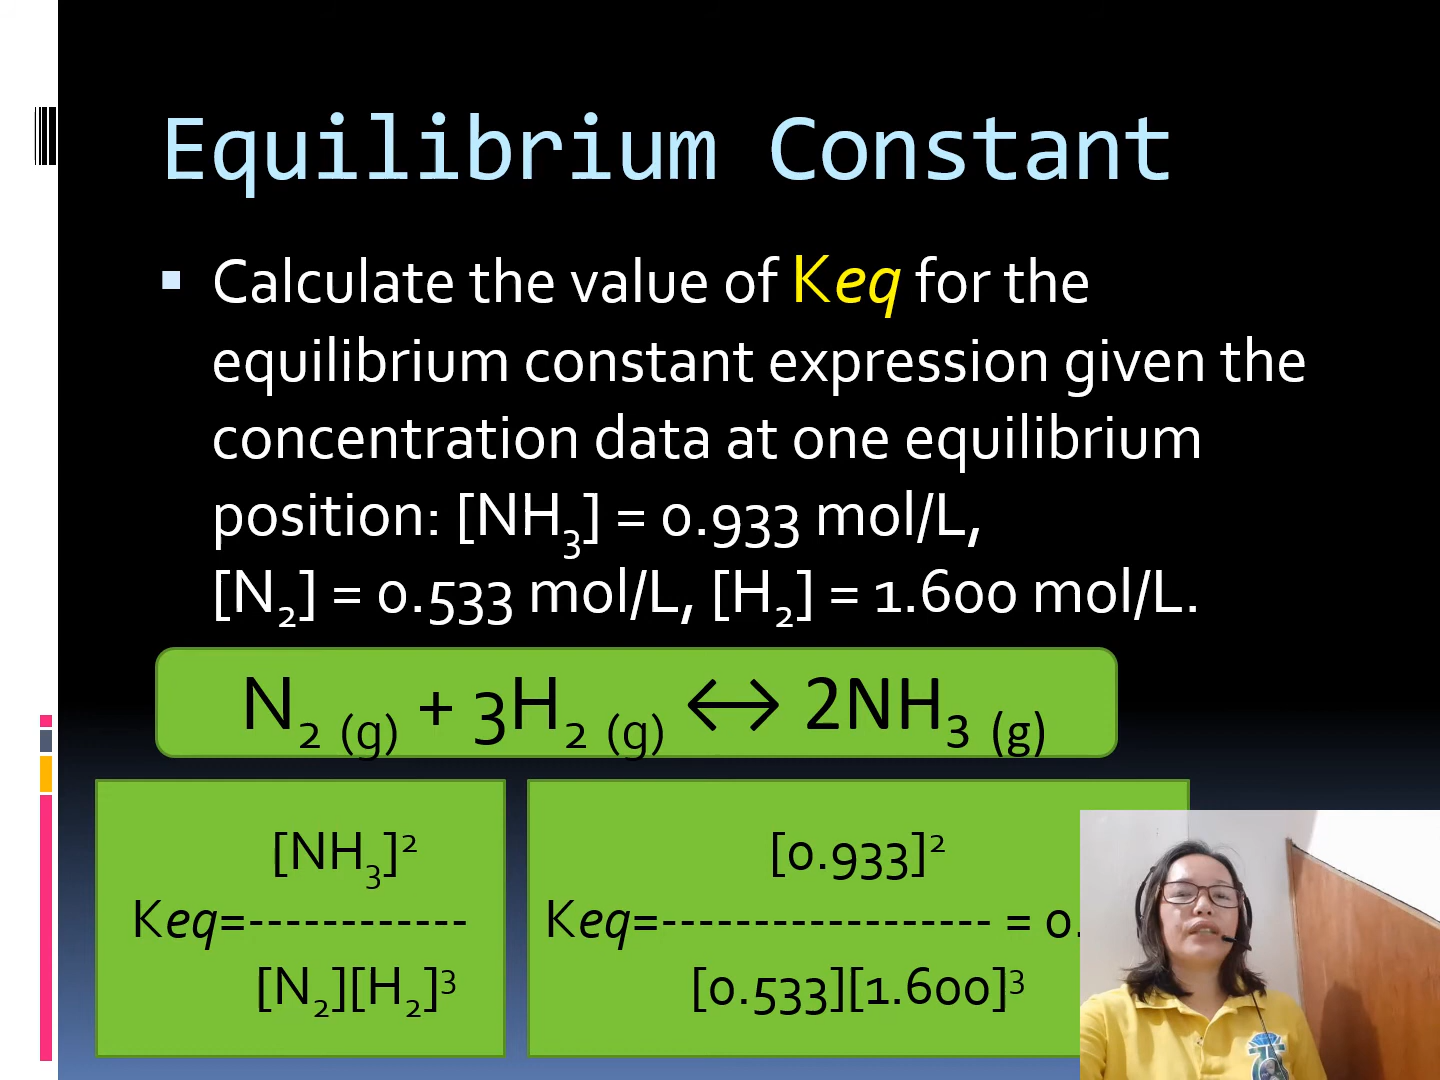 Equilibrium Constant
▪ Calculate the value of Keq for the
equilibrium constant expression given the
concentration data at one equilibrium
position: [NH₃] = 0.933 mol/L,
[N₂] = 0.533 mol/L, [H₂] = 1.600 mol/L.
N₂ (g) + 3H₂ (g) ↔ 2NH₃ (g)
[NH₃]²
Keq=------------
[N₂][H₂]³
[0.933]²
Keq=------------------ = 0.
[0.533][1.600]³